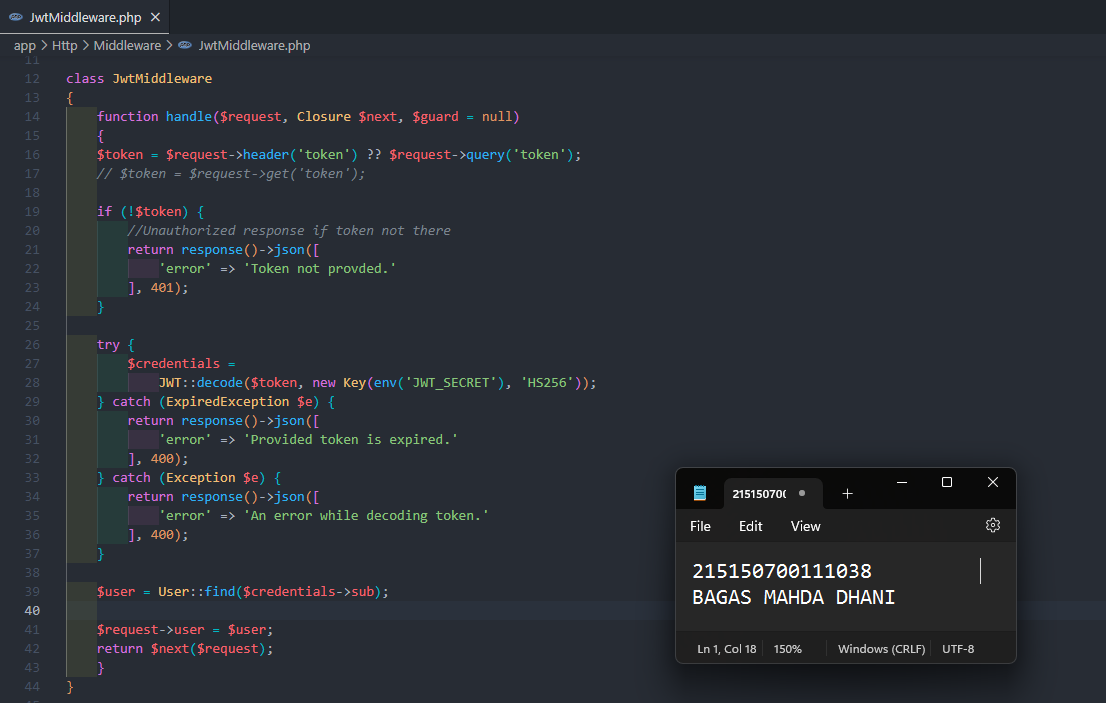 JwtMiddleware.php
app > Http > Middleware > JwtMiddleware.php
11
12 class JwtMiddleware
13 {
14 function handle($request, Closure $next, $guard = null)
15 {
16 $token = $request->header('token') ?? $request->query('token');
17 // $token = $request->get('token');
18
19 if (!$token) {
20 //Unauthorized response if token not there
21 return response()->json([
22 'error' => 'Token not provded.'
23 ], 401);
24 }
25
26 try {
27 $credentials =
28 JWT::decode($token, new Key(env('JWT_SECRET'), 'HS256'));
29 } catch (ExpiredException $e) {
30 return response()->json([
31 'error' => 'Provided token is expired.'
32 ], 400);
33 } catch (Exception $e) {
34 return response()->json([
35 'error' => 'An error while decoding token.'
36 ], 400);
37 }
38
39 $user = User::find($credentials->sub);
40
41 $request->user = $user;
42 return $next($request);
43 }
44 }
21515070(
File Edit View
215150700111038
BAGAS MAHDA DHANI
Ln 1, Col 18 150% Windows (CRLF) UTF-8